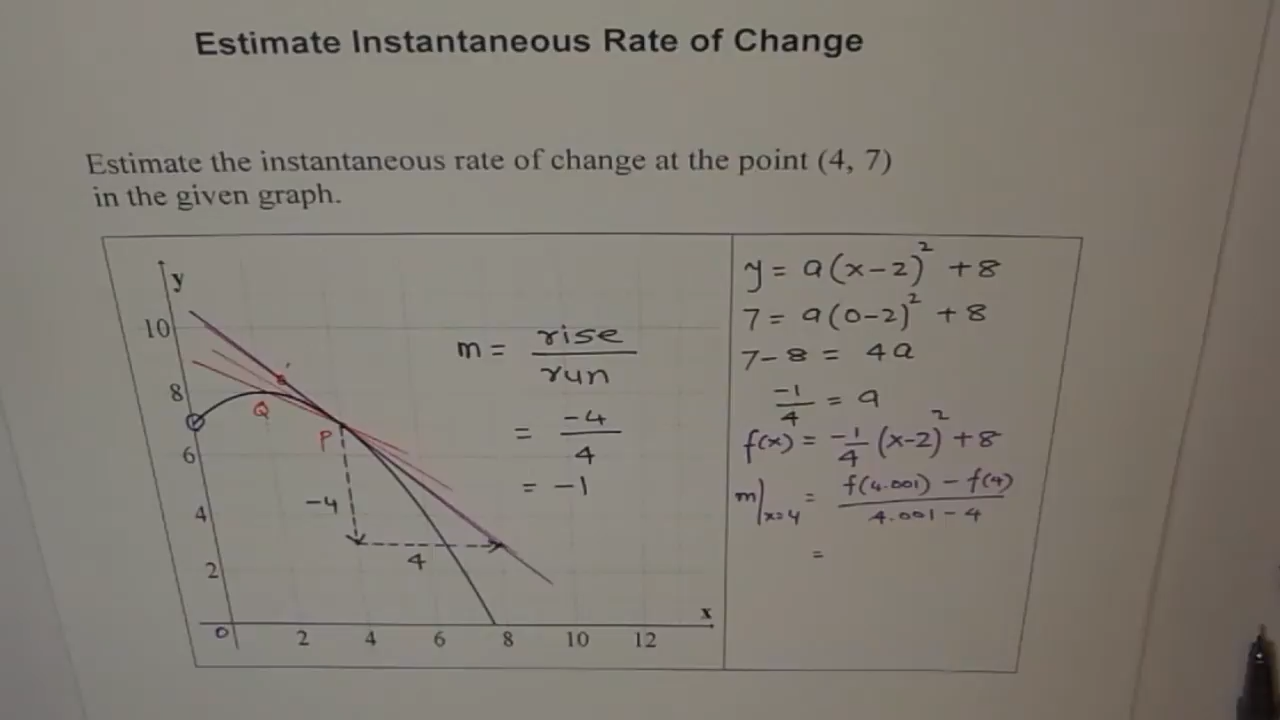 Estimate Instantaneous Rate of Change
Estimate the instantaneous rate of change at the point (4, 7)
in the given graph.
y
10
8
6
4
2
0
2
4
6
8
10
12
x
Q
P
-4
4
m = rise/run
= -4/4
= -1
y = a(x-2)² +8
7 = a(0-2)² +8
7-8 = 4a
-1/4 = a
f(x) = -1/4 (x-2)² +8
m|x=4 = f(4.001) - f(4)/4.001 - 4
=